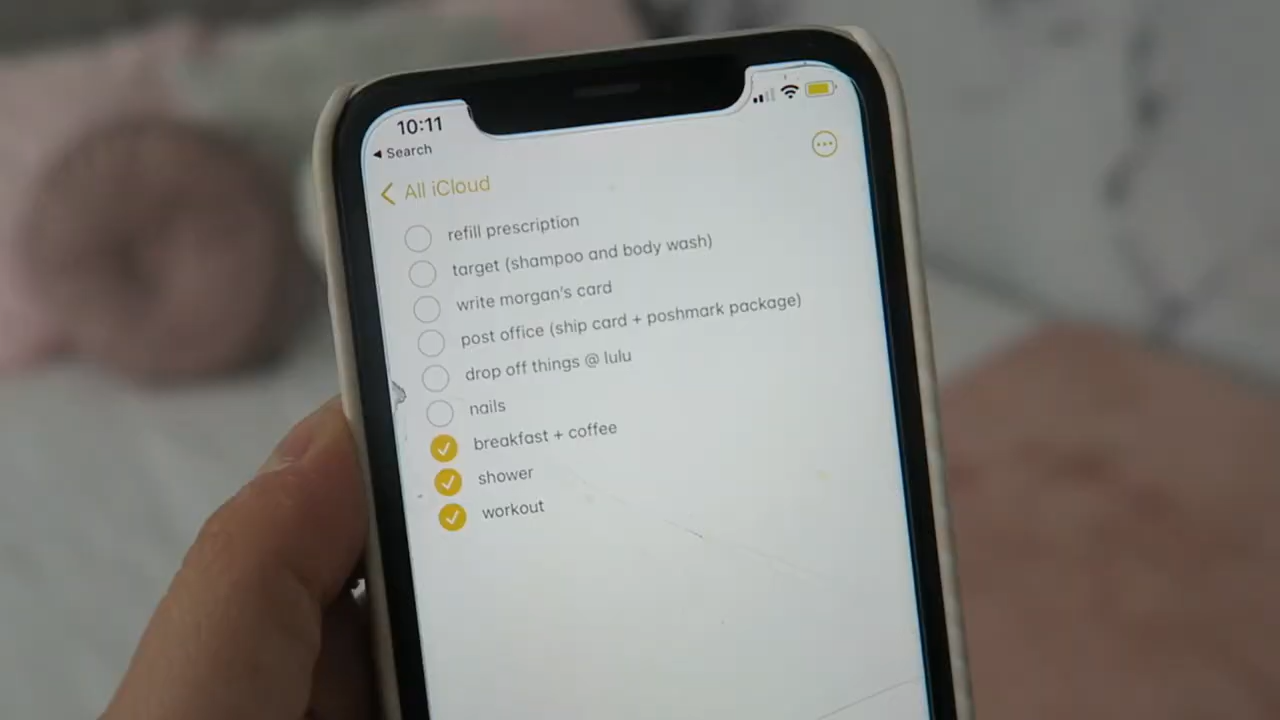 10:11
◀ Search
All iCloud
refill prescription
target (shampoo and body wash)
write morgan's card
post office (ship card + poshmark package)
drop off things @ lulu
nails
breakfast + coffee
shower
workout